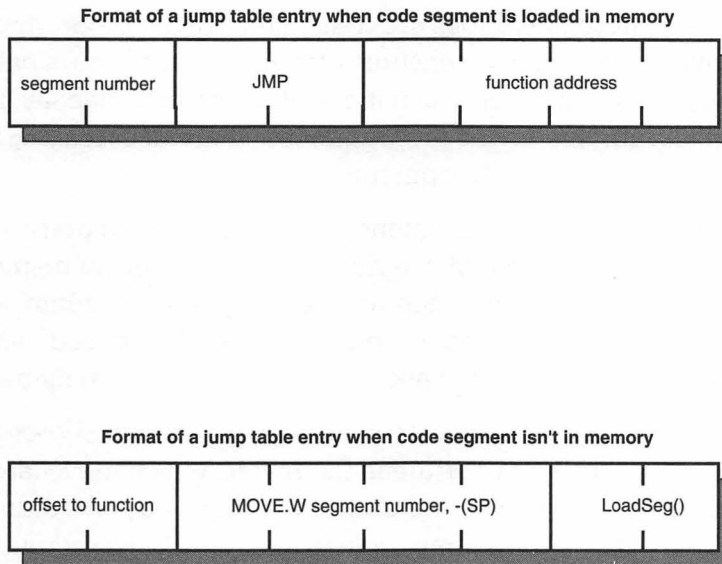 Format of a jump table entry when code segment is loaded in memory
segment number JMP function address
Format of a jump table entry when code segment isn't in memory
offset to function MOVE.W segment number, -(SP) LoadSeg()